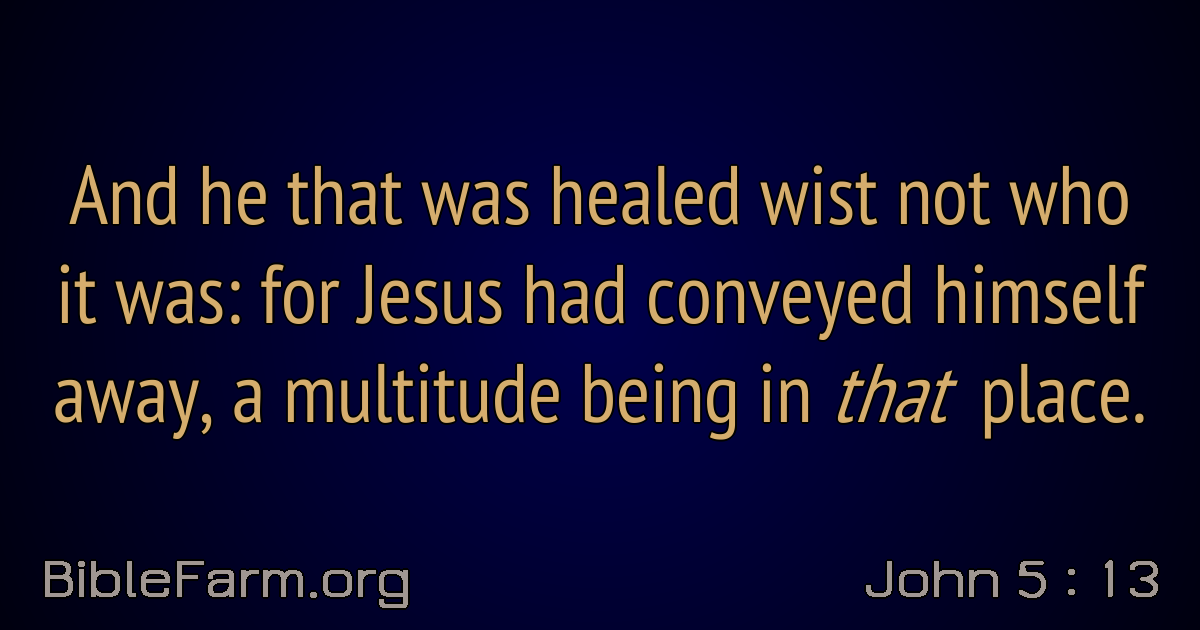 And he that was healed wist not who
it was: for Jesus had conveyed himself
away, a multitude being in that place.
BibleFarm.org
John 5 : 13